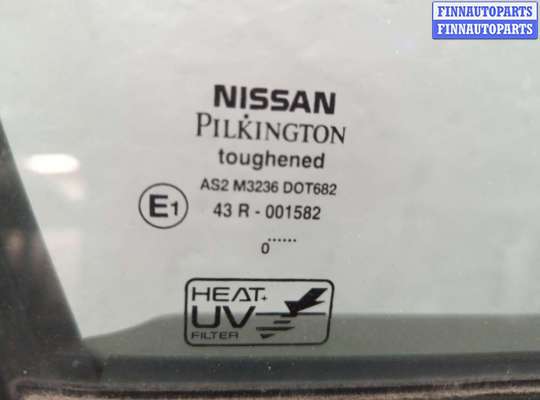 FINNAUTOPARTS
FINNAUTOPARTS
NISSAN
PILKINGTON
toughened
AS2 M3236 DOT682
E1 43 R - 001582
......
0
HEAT+
UV
FILTER